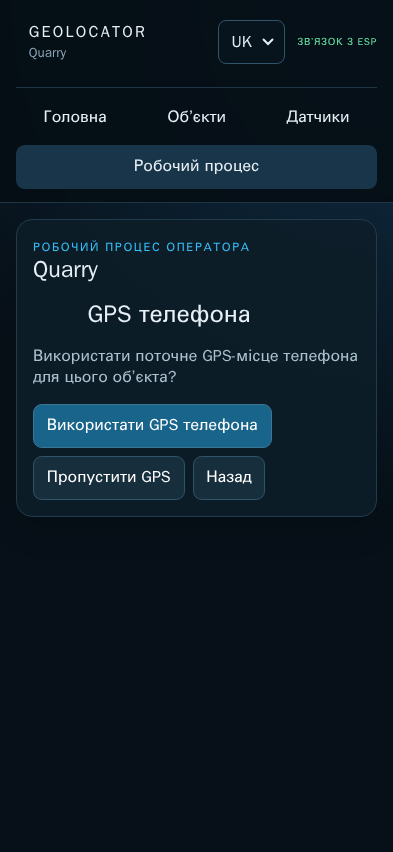 GEOLOCATOR
Quarry
UK
ЗВ'ЯЗОК З ESP
Головна
Об'єкти
Датчики
Робочий процес
РОБОЧИЙ ПРОЦЕС ОПЕРАТОРА
Quarry
GPS телефона
Використати поточне GPS-місце телефона
для цього об'єкта?
Використати GPS телефона
Пропустити GPS
Назад